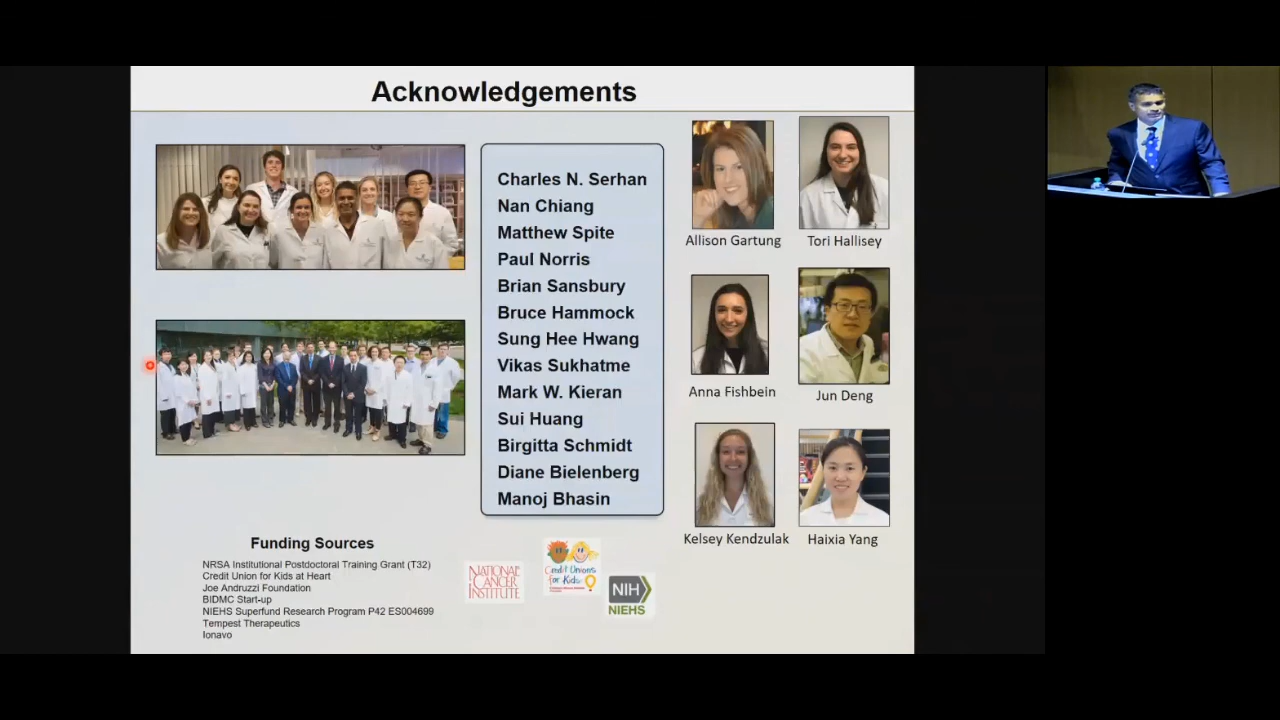 Acknowledgements
Charles N. Serhan
Nan Chiang
Matthew Spite
Paul Norris
Brian Sansbury
Bruce Hammock
Sung Hee Hwang
Vikas Sukhatme
Mark W. Kieran
Sui Huang
Birgitta Schmidt
Diane Bielenberg
Manoj Bhasin
Allison Gartung
Tori Hallisey
Anna Fishbein
Jun Deng
Kelsey Kendzulak
Haixia Yang
Funding Sources
NRSA Institutional Postdoctoral Training Grant (T32)
Credit Union for Kids at Heart
Joe Andruzzi Foundation
BIDMC Start-up
NIEHS Superfund Research Program P42 ES004699
Tempest Therapeutics
Ionavo
NATIONAL
CANCER
INSTITUTE
Credit Unions
for Kids
NIH
NIEHS